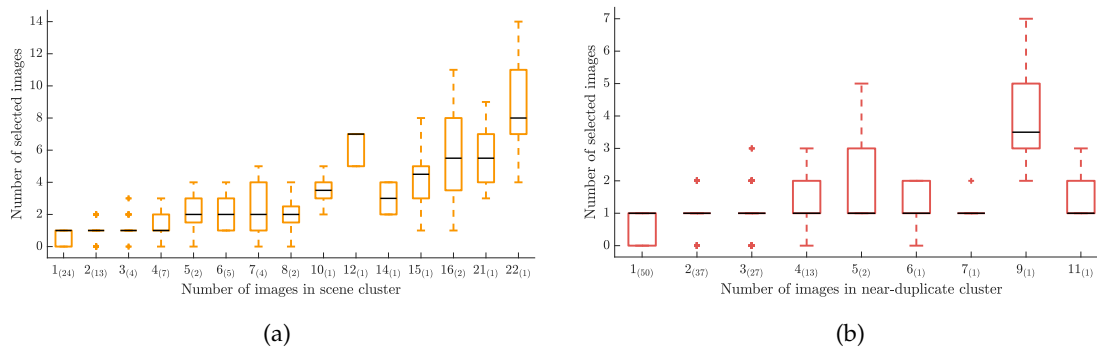 14
12
10
8
6
4
2
0
Number of selected images
1(24) 2(13) 3(4) 4(7) 5(2) 6(5) 7(4) 8(2) 10(1) 12(1) 14(1) 15(1) 16(2) 21(1) 22(1)
Number of images in scene cluster
(a)
7
6
5
4
3
2
1
0
Number of selected images
1(50) 2(37) 3(27) 4(13) 5(2) 6(1) 7(1) 9(1) 11(1)
Number of images in near-duplicate cluster
(b)